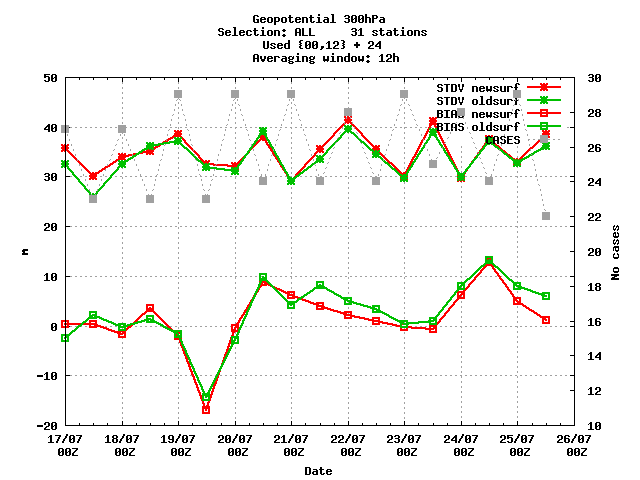 Geopotential 300hPa
Selection: ALL 31 stations
Used {00,12} + 24
Averaging window: 12h
50 30
STDV newsurf
STDV oldsurf
BIAS newsurf
BIAS oldsurf
CASES
40 28
30 26
20 24
10 22
0 20
-10 18
-20 16
14
12
10
m
No cases
17/07 18/07 19/07 20/07 21/07 22/07 23/07 24/07 25/07 26/07
00Z 00Z 00Z 00Z 00Z 00Z 00Z 00Z 00Z 00Z
Date